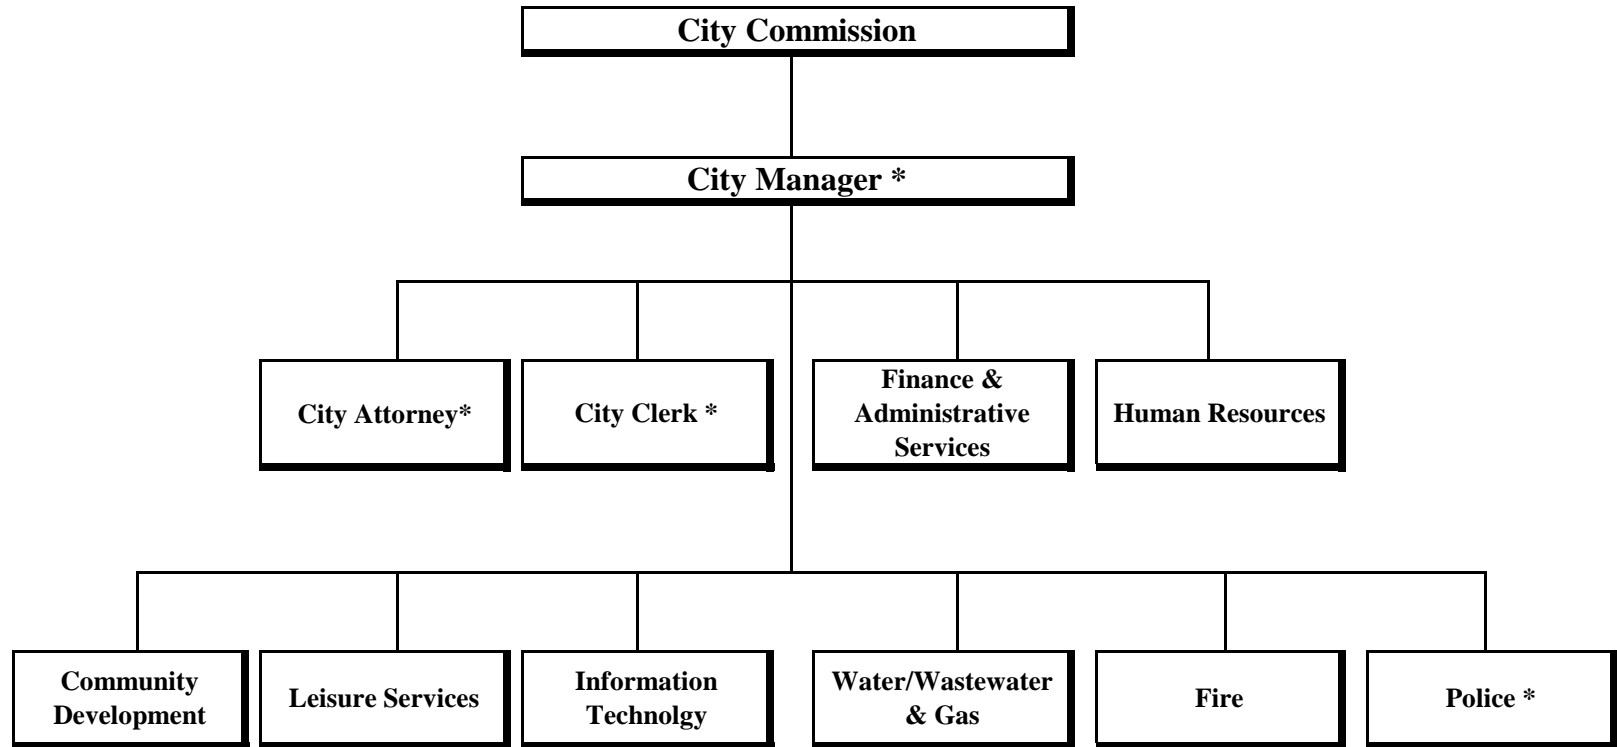 City Commission
City Manager *
City Attorney*
City Clerk *
Finance &
Administrative
Services
Human Resources
Community
Development
Leisure Services
Information
Technolgy
Water/Wastewater
& Gas
Fire
Police *